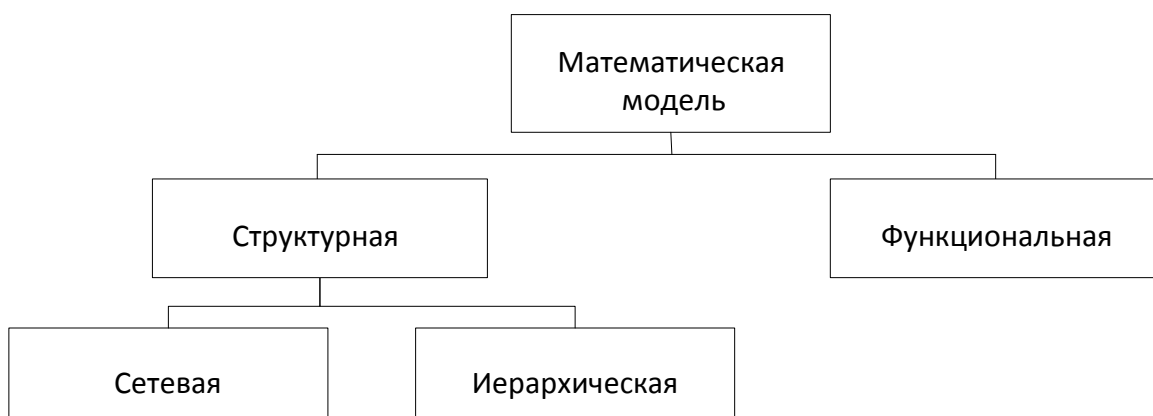 Математическая
модель
Структурная
Функциональная
Сетевая
Иерархическая